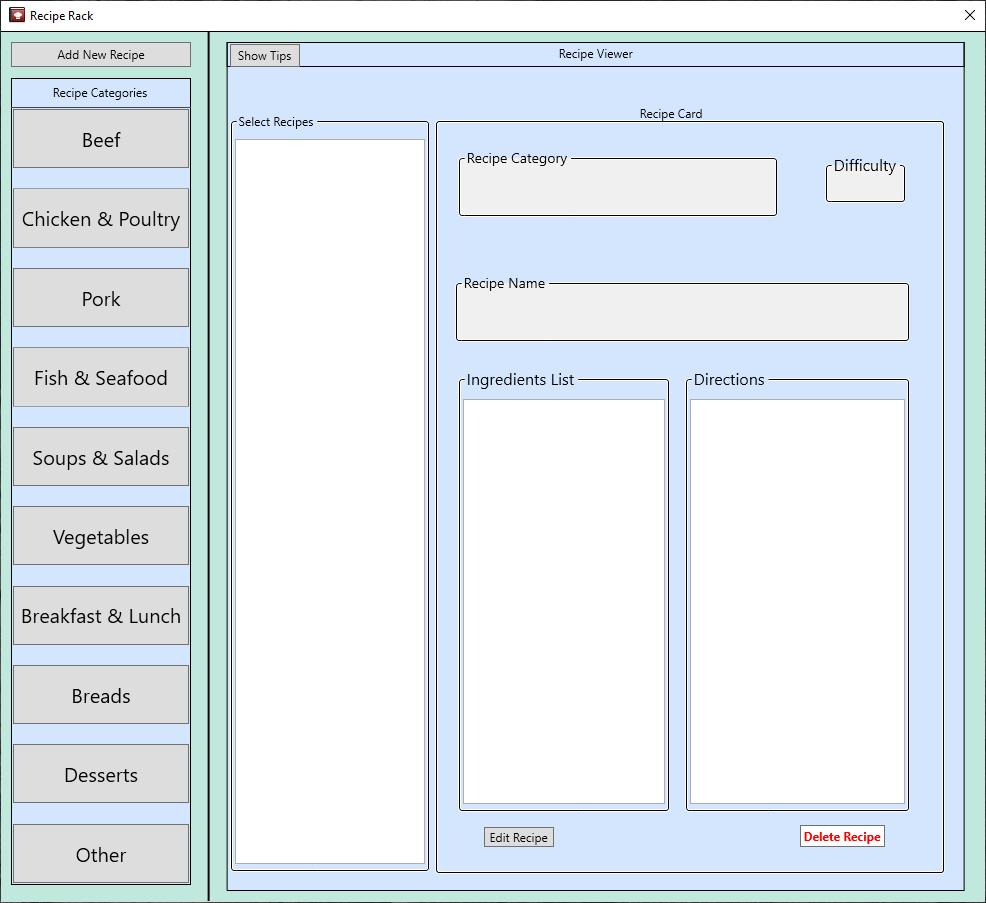 Recipe Rack
Add New Recipe
Recipe Categories
Beef
Chicken & Poultry
Pork
Fish & Seafood
Soups & Salads
Vegetables
Breakfast & Lunch
Breads
Desserts
Other
Show Tips
Recipe Viewer
Select Recipes
Recipe Card
Recipe Category
Difficulty
Recipe Name
Ingredients List
Directions
Edit Recipe
Delete Recipe